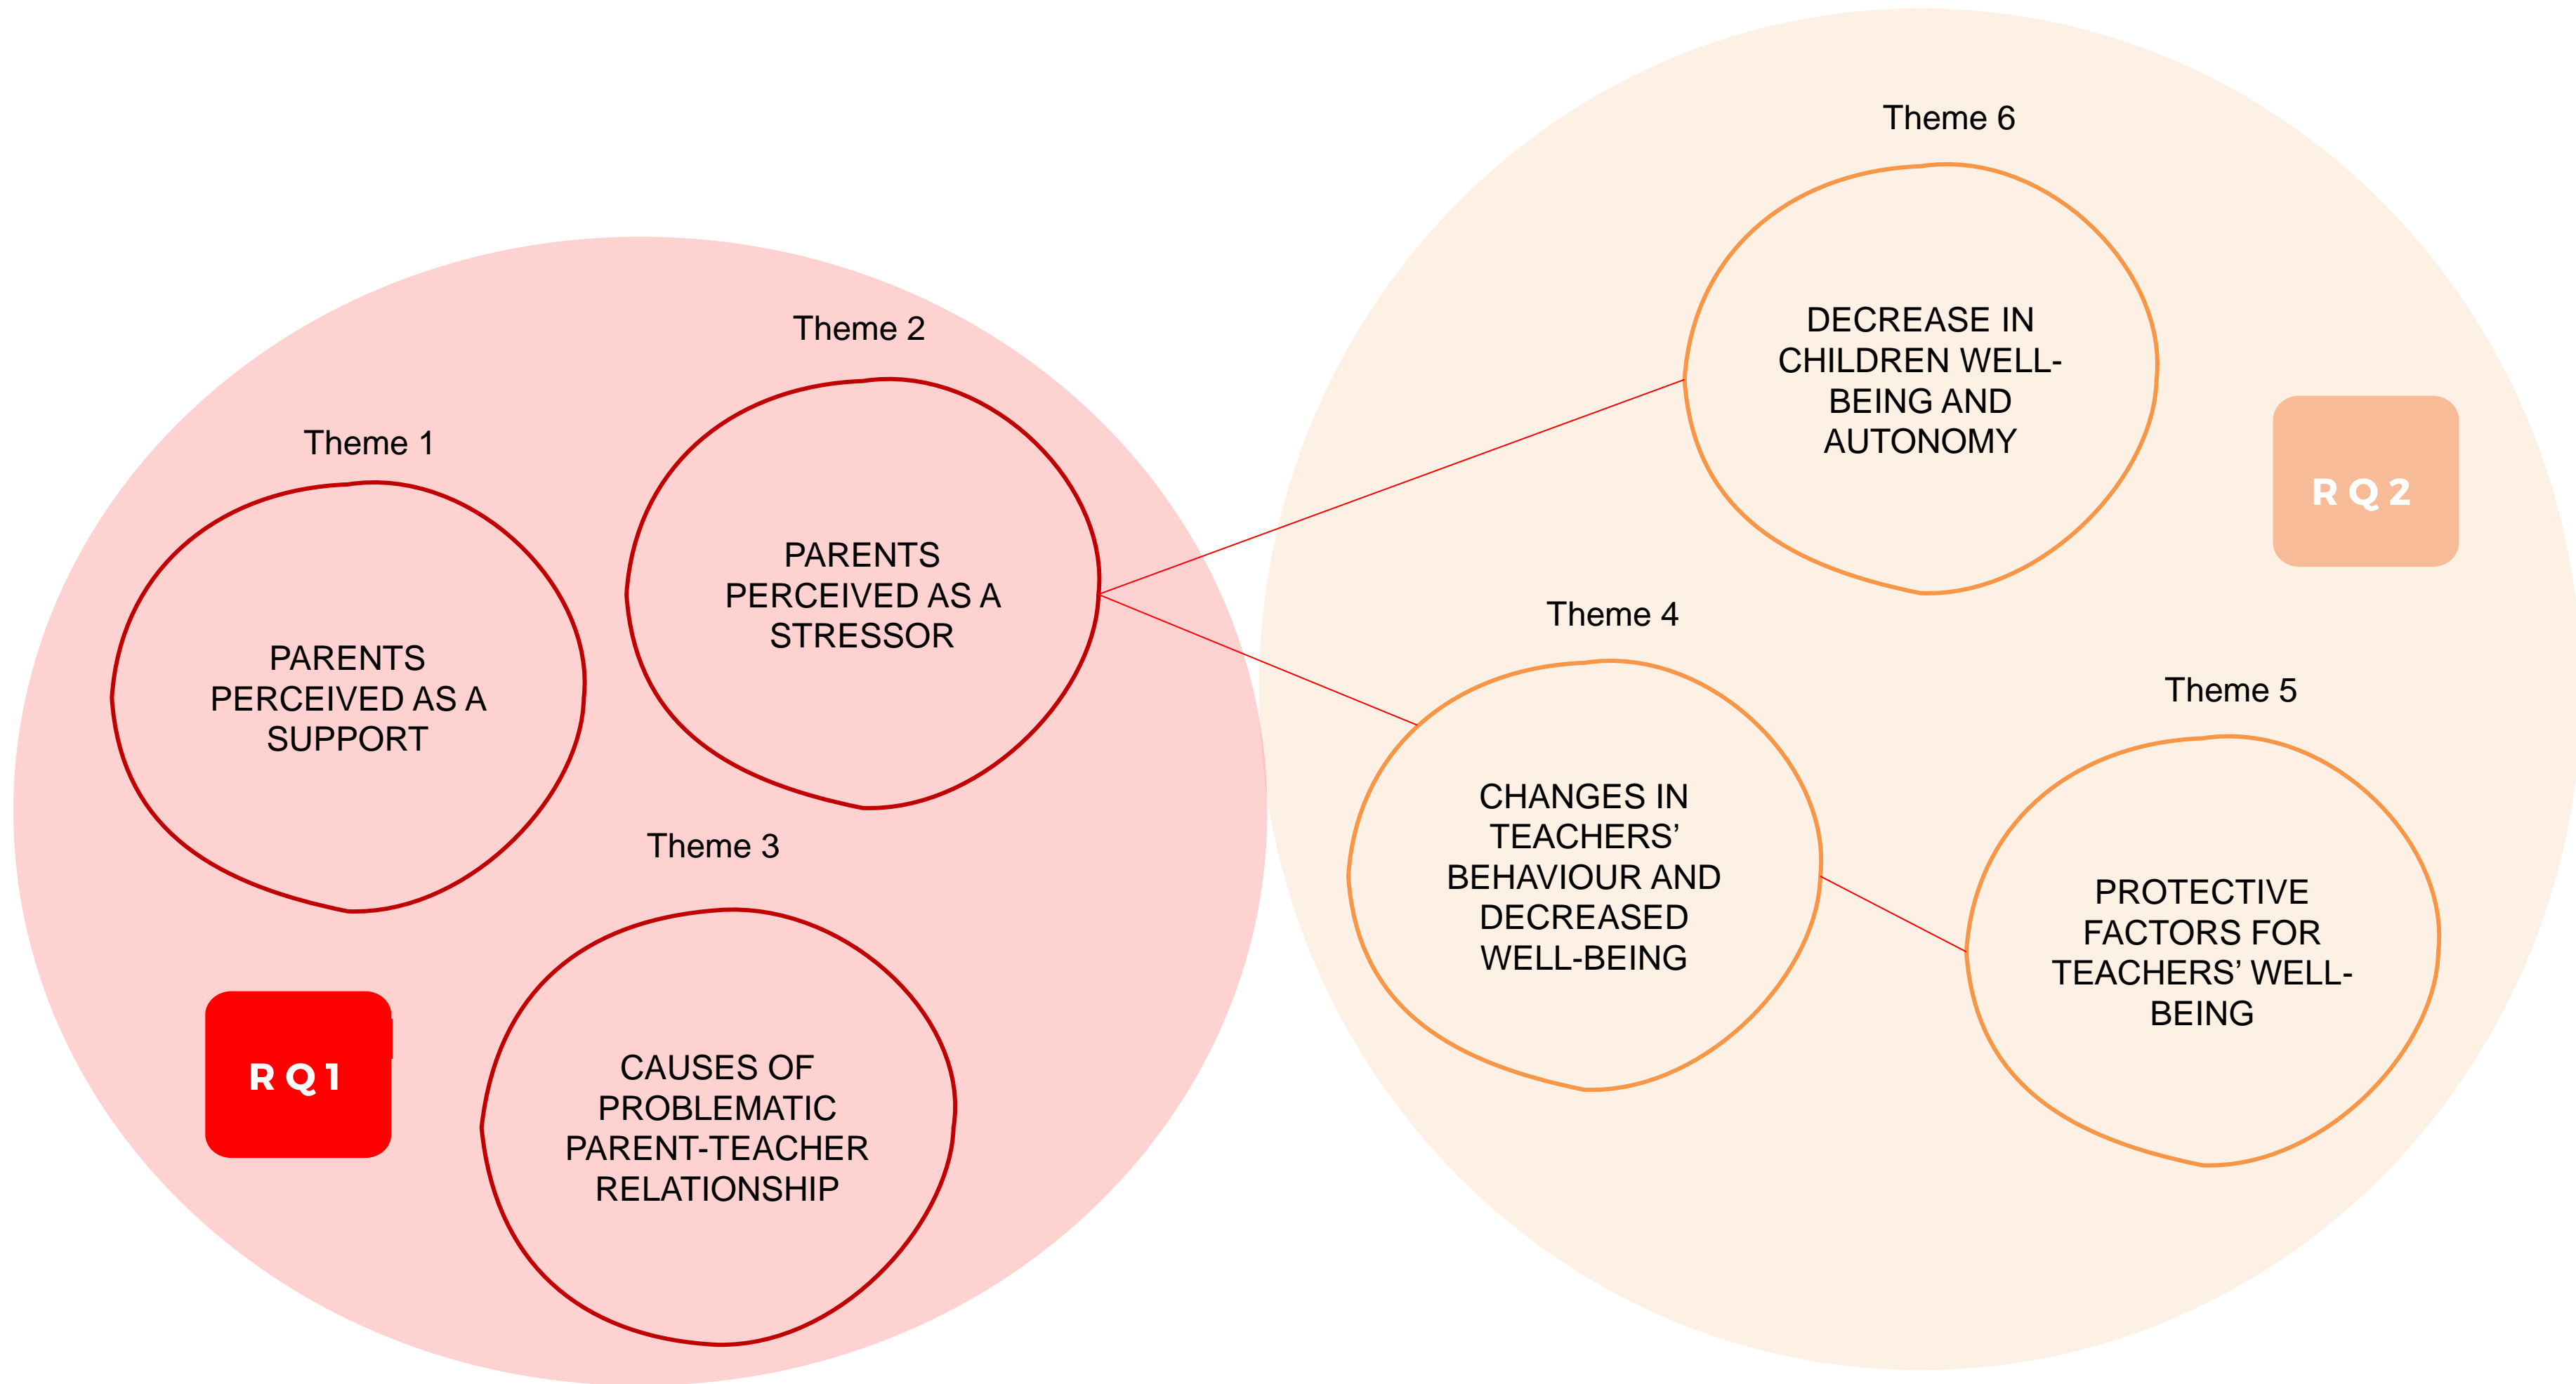 Theme 1
PARENTS
PERCEIVED AS A
SUPPORT
Theme 2
PARENTS
PERCEIVED AS A
STRESSOR
Theme 3
CAUSES OF
PROBLEMATIC
PARENT-TEACHER
RELATIONSHIP
RQ1
Theme 6
DECREASE IN
CHILDREN WELL-
BEING AND
AUTONOMY
RQ2
Theme 4
CHANGES IN
TEACHERS’
BEHAVIOUR AND
DECREASED
WELL-BEING
Theme 5
PROTECTIVE
FACTORS FOR
TEACHERS’ WELL-
BEING